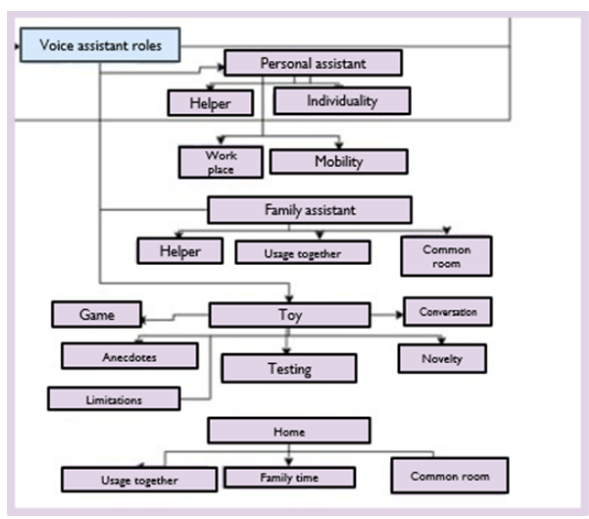 Voice assistant roles
Personal assistant
Helper
Individuality
Work
place
Mobility
Family assistant
Helper
Usage together
Common
room
Game
Toy
Conversation
Anecdotes
Testing
Novelty
Limitations
Home
Usage together
Family time
Common room